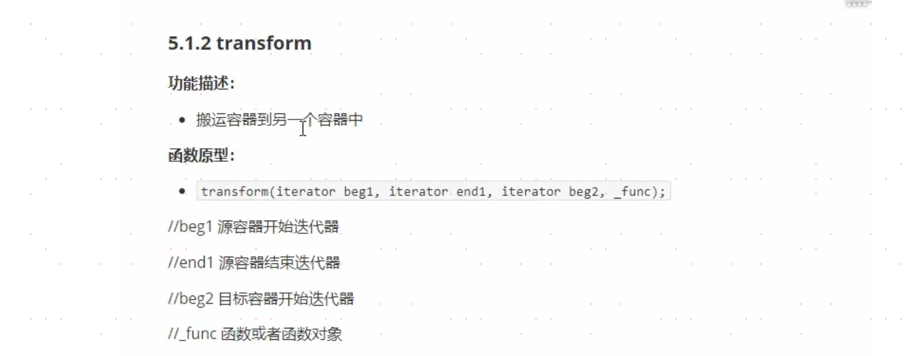 5.1.2 transform
功能描述：
搬运容器到另一个容器中
函数原型：
transform(iterator beg1, iterator end1, iterator beg2, _func);
//beg1 源容器开始迭代器
//end1 源容器结束迭代器
//beg2 目标容器开始迭代器
//_func 函数或者函数对象